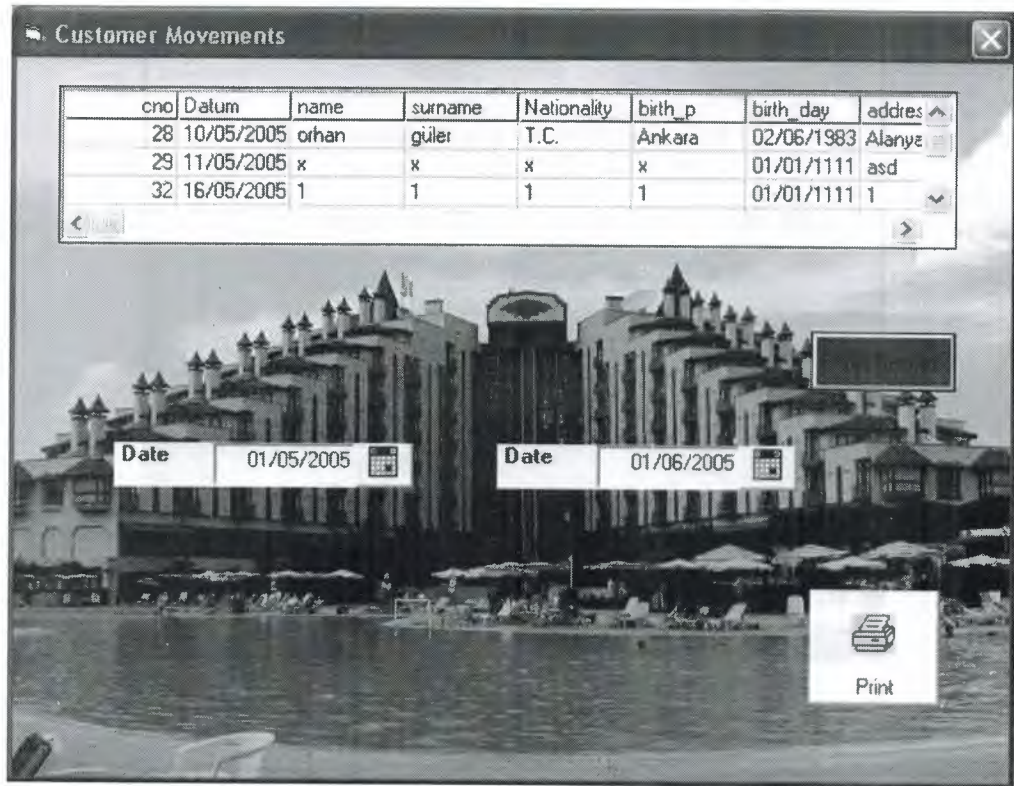 Customer Movements
cno Datum name surname Nationality birth_p birth_day addres
28 10/05/2005 orhan güler T.C. Ankara 02/06/1983 Alanya
29 11/05/2005 x x x x 01/01/1111 asd
32 16/05/2005 1 1 1 1 01/01/1111 1
Date 01/05/2005 Date 01/06/2005
Print